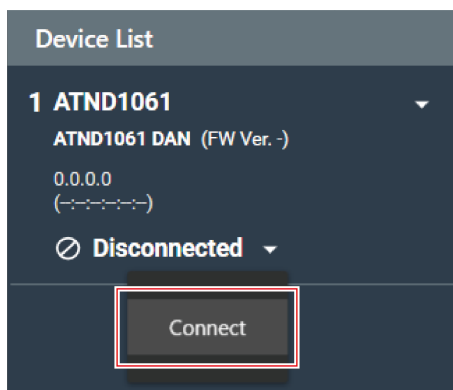 Device List
1 ATND1061
ATND1061 DAN (FW Ver. -)
0.0.0.0
(--:--:--:--:--:--)
Disconnected
Connect